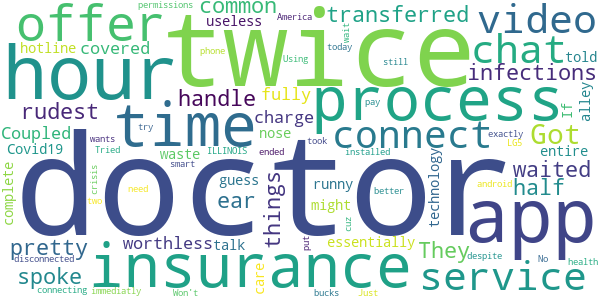 permissions
offer
common
hotline
covered
useless
America
Using
phone
twice
transferred
video
today
still
wait
chat
told
hour
handle
process
infections
rudest
time
fully
charge
nose
connect
pay
If
alley
Got
exactly
LGS
Coupled
Covid19
try
wants
Tried
waste
ILLINOIS
took
installed
entire
waited
half
doctor
app
complete
crisis
two
need
guess
smart
ear
runny
might
better
technology
android
things
cuz
put
pretty
worthless
talk
essentially
They
No
despite
disconnected
ended
spoke
insurance
care
service
health
connecting
immediatly
Won't
bucks
Just